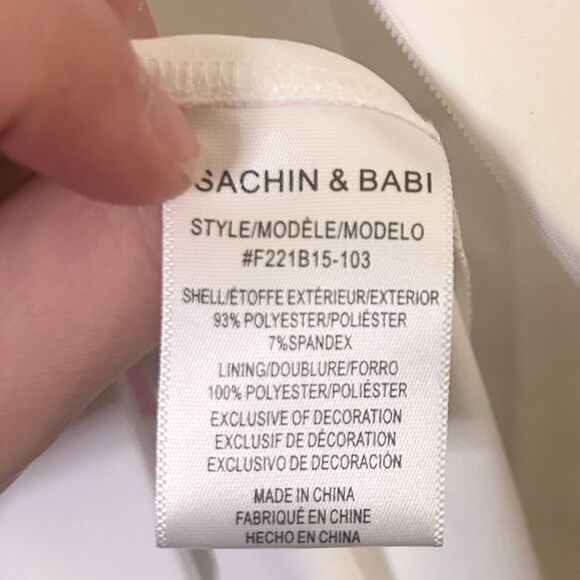 SACHIN & BABI
STYLE/MODÈLE/MODELO
#F221B15-103
SHELL/ÉTOFFE EXTÉRIEUR/EXTERIOR
93% POLYESTER/POLIÉSTER
7%SPANDEX
LINING/DOUBLURE/FORRO
100% POLYESTER/POLIÉSTER
EXCLUSIVE OF DECORATION
EXCLUSIF DE DÉCORATION
EXCLUSIVO DE DECORACIÓN
MADE IN CHINA
FABRIQUÉ EN CHINE
HECHO EN CHINA